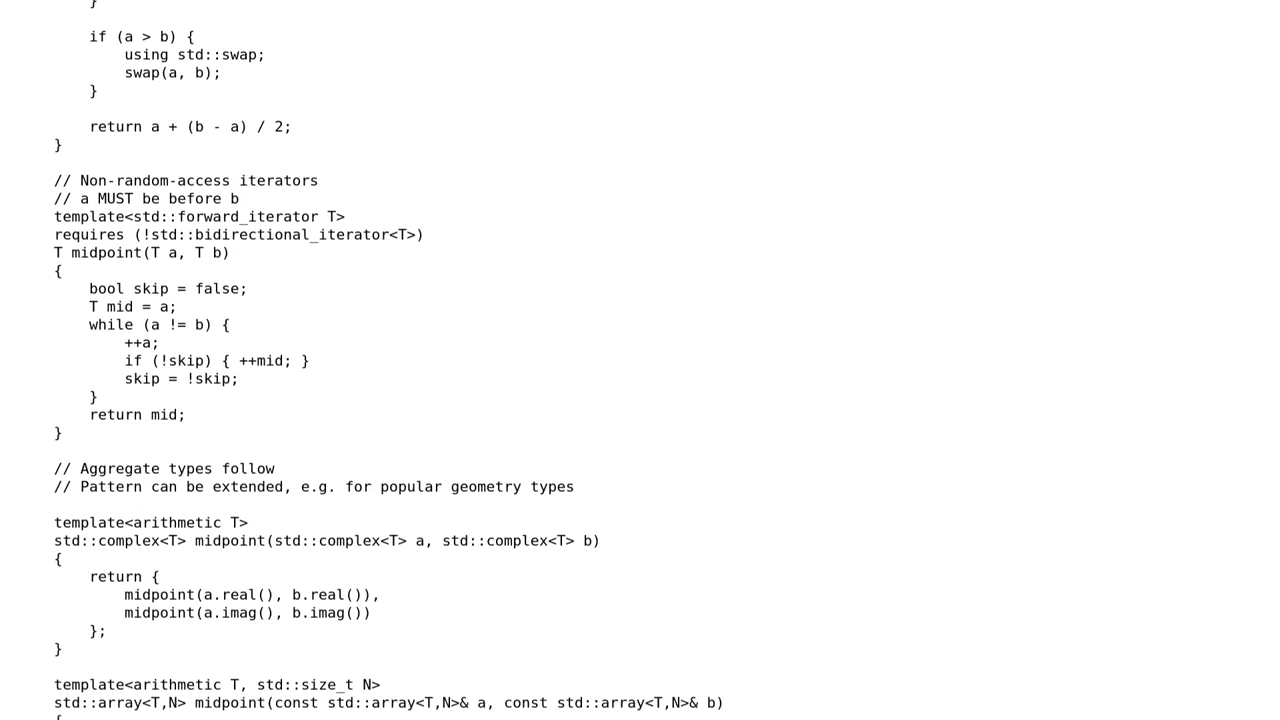 }
if (a > b) {
using std::swap;
swap(a, b);
}
return a + (b - a) / 2;
}
// Non-random-access iterators
// a MUST be before b
template<std::forward_iterator T>
requires (!std::bidirectional_iterator<T>)
T midpoint(T a, T b)
{
bool skip = false;
T mid = a;
while (a != b) {
++a;
if (!skip) { ++mid; }
skip = !skip;
}
return mid;
}
// Aggregate types follow
// Pattern can be extended, e.g. for popular geometry types
template<arithmetic T>
std::complex<T> midpoint(std::complex<T> a, std::complex<T> b)
{
return {
midpoint(a.real(), b.real()),
midpoint(a.imag(), b.imag())
};
}
template<arithmetic T, std::size_t N>
std::array<T,N> midpoint(const std::array<T,N>& a, const std::array<T,N>& b)
{